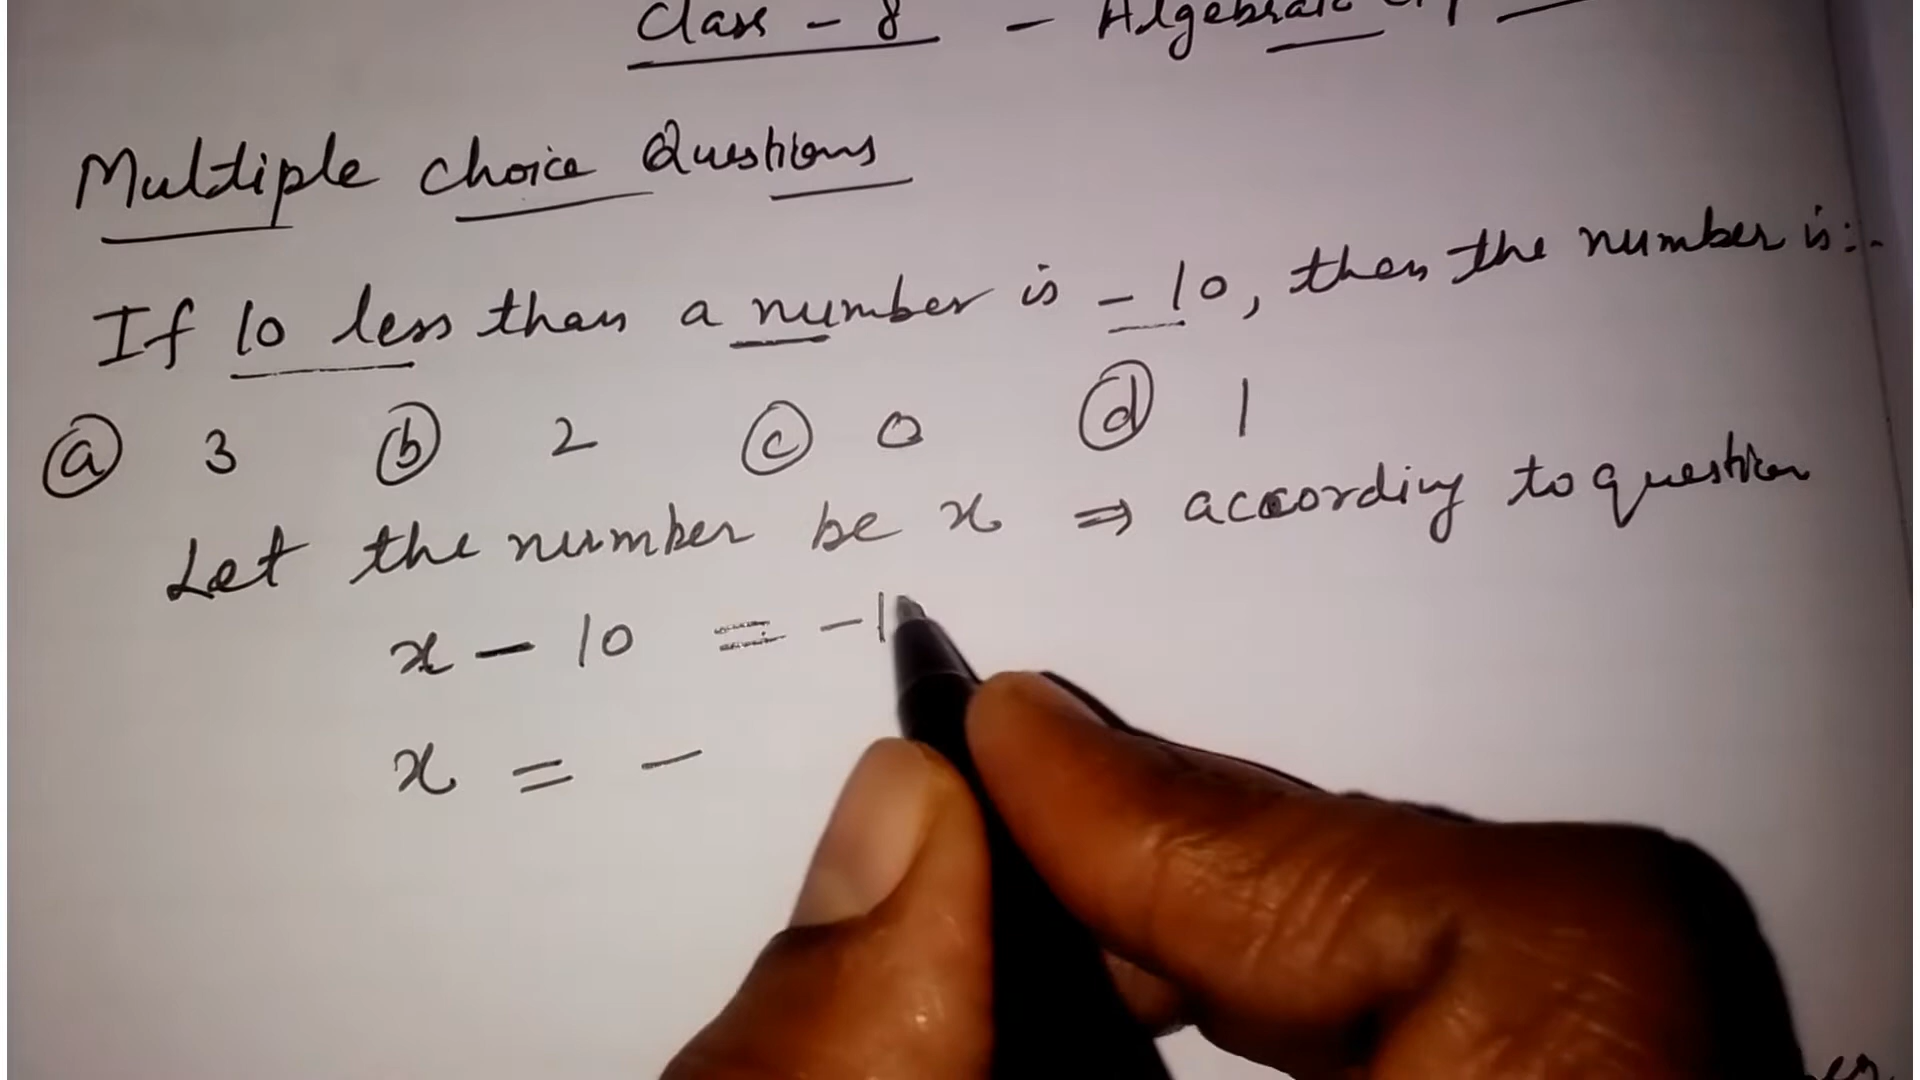 Class - 8 - Algebraic
Multiple choice Questions
If 10 less than a number is - 10, then the number is:-
(a) 3 (b) 2 (c) 0 (d) 1
Let the number be x ⇒ according to question
x - 10 = -1
x = -